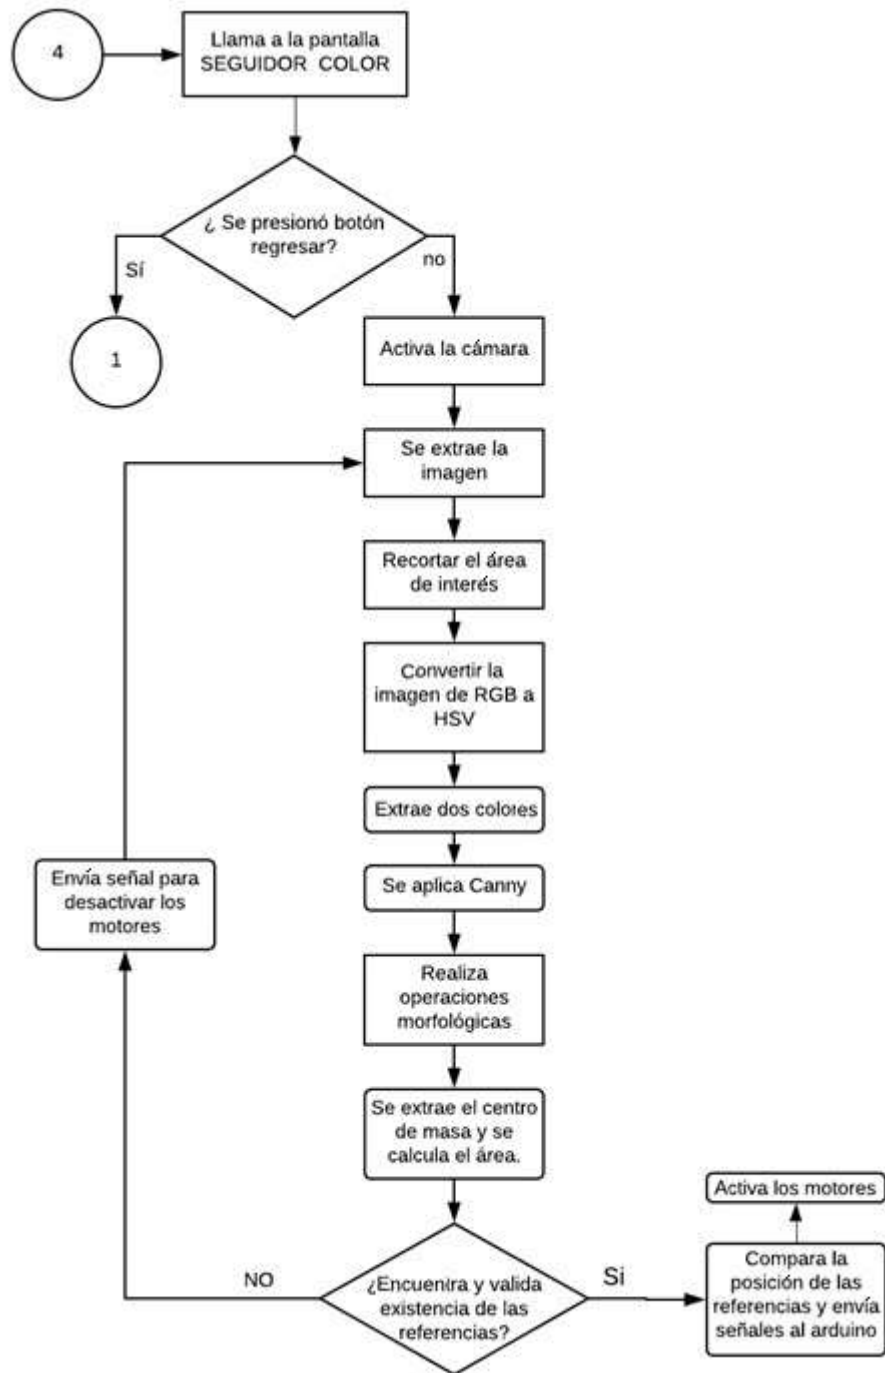 4
Llama a la pantalla
SEGUIDOR COLOR
¿ Se presionó botón
regresar?
Sí
no
1
Activa la cámara
Se extrae la
imagen
Recortar el área
de interés
Convertir la
imagen de RGB a
HSV
Extrae dos colores
Se aplica Canny
Envía señal para
desactivar los
motores
Realiza
operaciones
morfológicas
Se extrae el centro
de masa y se
calcula el área.
Activa los motores
NO
¿Encuentra y valida
existencia de las
referencias?
Si
Compara la
posición de las
referencias y envía
señales al arduino